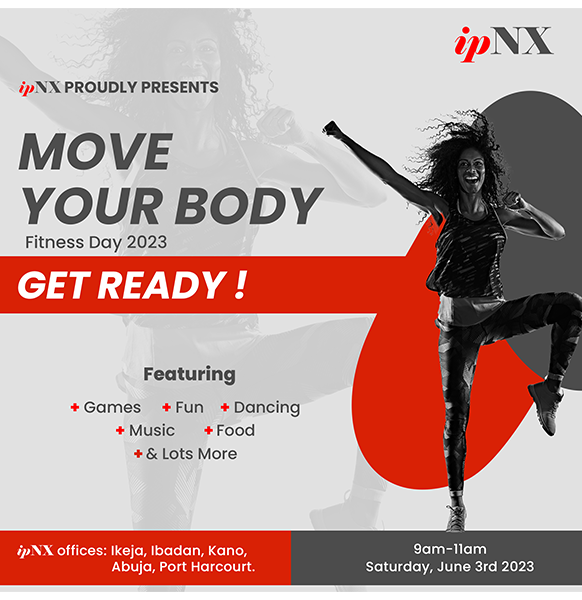 ipNX
ipNX PROUDLY PRESENTS
MOVE
YOUR BODY
Fitness Day 2023
GET READY !
Featuring
+ Games + Fun + Dancing
+ Music + Food
+ & Lots More
ipNX offices: Ikeja, Ibadan, Kano,
Abuja, Port Harcourt.
9am-11am
Saturday, June 3rd 2023